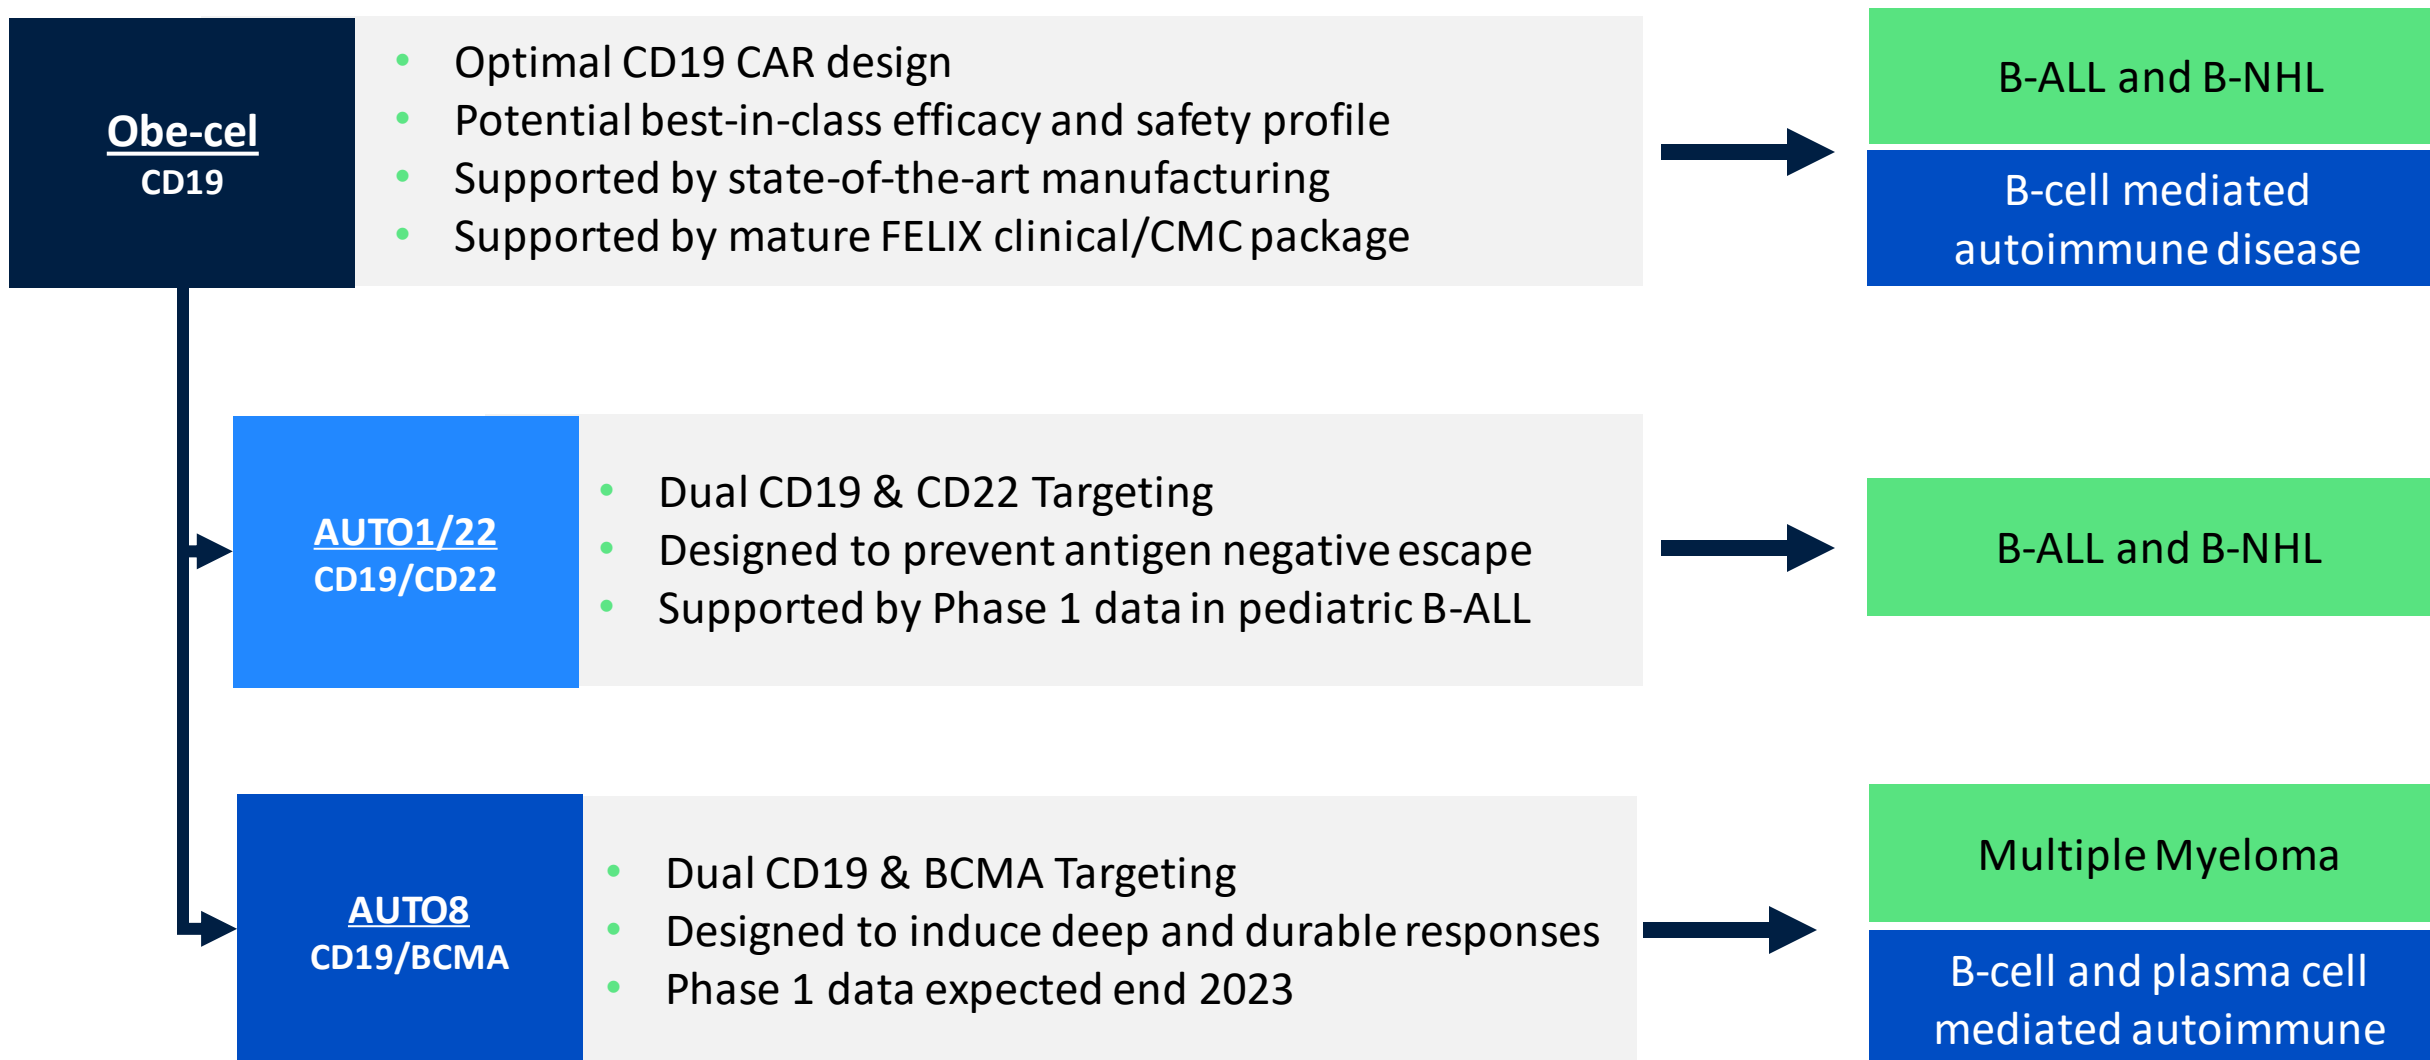 Obe-cel
CD19
• Optimal CD19 CAR design
• Potential best-in-class efficacy and safety profile
• Supported by state-of-the-art manufacturing
• Supported by mature FELIX clinical/CMC package
B-ALL and B-NHL
B-cell mediated
autoimmune disease
AUTO1/22
CD19/CD22
• Dual CD19 & CD22 Targeting
• Designed to prevent antigen negative escape
• Supported by Phase 1 data in pediatric B-ALL
B-ALL and B-NHL
AUTO8
CD19/BCMA
• Dual CD19 & BCMA Targeting
• Designed to induce deep and durable responses
• Phase 1 data expected end 2023
Multiple Myeloma
B-cell and plasma cell
mediated autoimmune